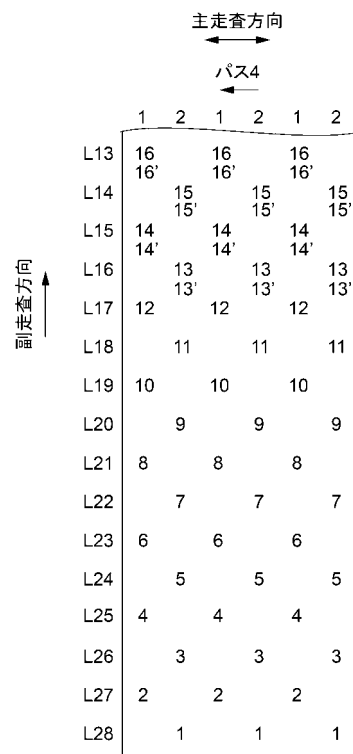 主走査方向
パス4
1 2 1 2 1 2
L13 16 16 16
16' 16' 16'
L14 15 15 15
15' 15' 15'
L15 14 14 14
14' 14' 14'
L16 13 13 13
13' 13' 13'
L17 12 12 12
L18 11 11 11
L19 10 10 10
L20 9 9 9
L21 8 8 8
L22 7 7 7
L23 6 6 6
L24 5 5 5
L25 4 4 4
L26 3 3 3
L27 2 2 2
L28 1 1 1
副走査方向